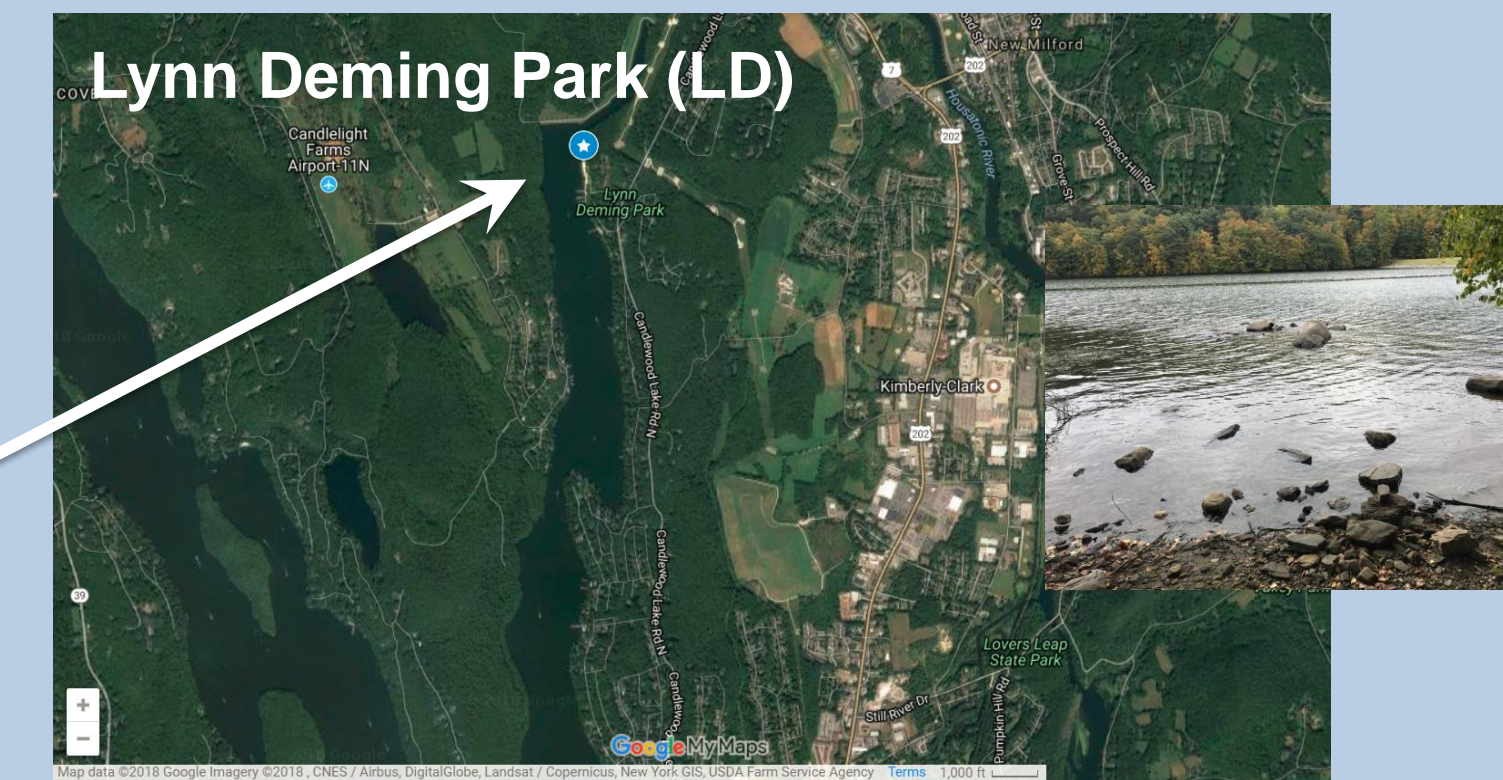 Lynn Deming Park (LD)
New Milford
7
202
Candlelight
Farms
Airport-11N
202
Housatonic River
Prospect Hill Rd
Grove St
Lynn
Deming Park
Candlewood Lake Rd N
Kimberly-Clark
202
Candlewood Lake Rd N
39
Lovers Leap
State Park
Still River Dr
Pumpkin Hill Rd
+
−
Google My Maps
Map data ©2018 Google Imagery ©2018 , CNES / Airbus, DigitalGlobe, Landsat / Copernicus, New York GIS, USDA Farm Service Agency Terms 1,000 ft